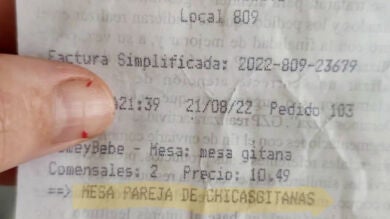 Local 809
Factura Simplificada: 2022-809-23679
21:39 21/08/22 Pedido 103
meyBebe - Mesa: mesa gitana
Comensales: 2 Precio: 10.49
==> MESA PAREJA DE CHICASGITANAS